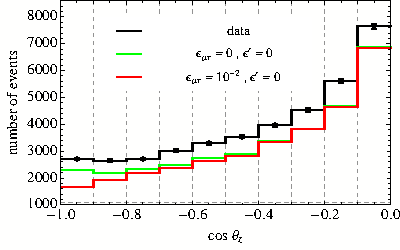 8000
7000
6000
5000
4000
3000
2000
1000
number of events
data
ϵμτ = 0 , ϵ′ = 0
ϵμτ = 10⁻² , ϵ′ = 0
−1.0 −0.8 −0.6 −0.4 −0.2 0.0
cos θz